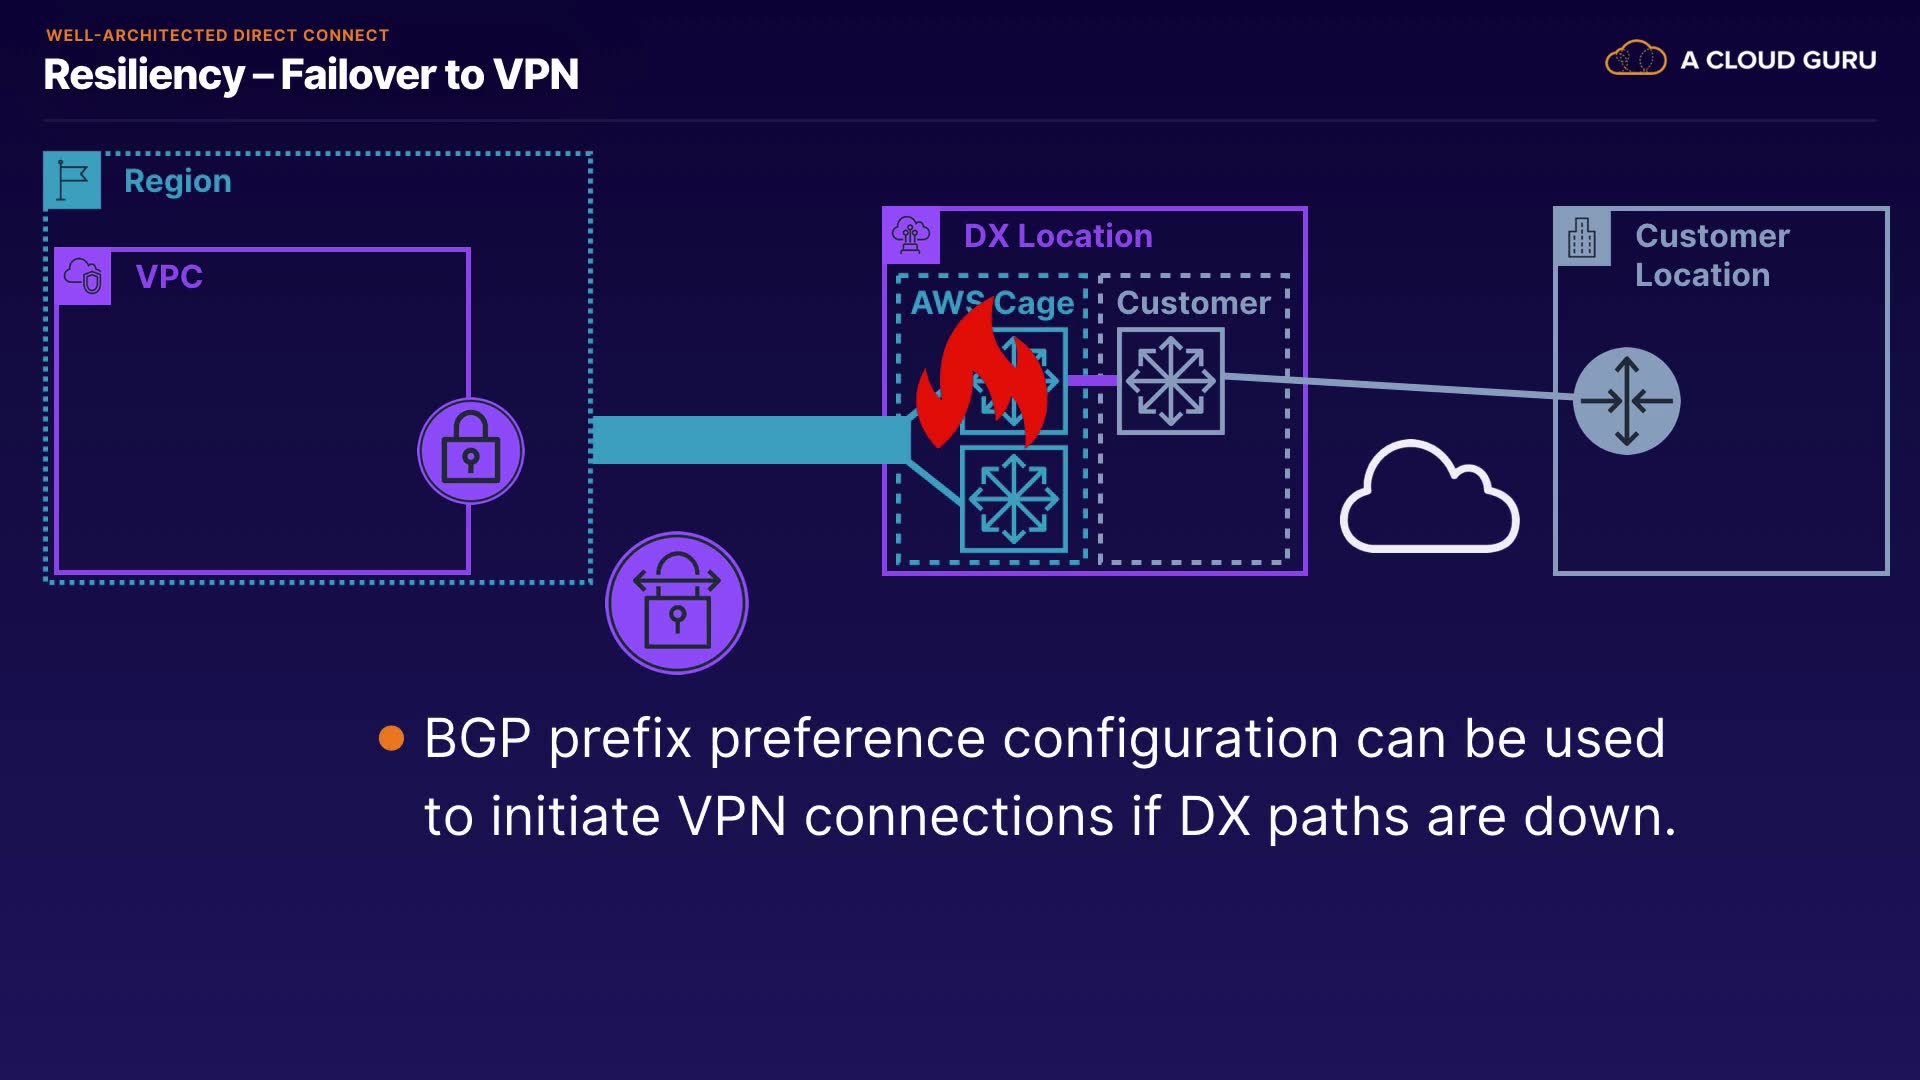 WELL-ARCHITECTED DIRECT CONNECT
Resiliency – Failover to VPN
A CLOUD GURU
Region
VPC
DX Location
AWS Cage
Customer
Customer
Location
BGP prefix preference configuration can be used
to initiate VPN connections if DX paths are down.